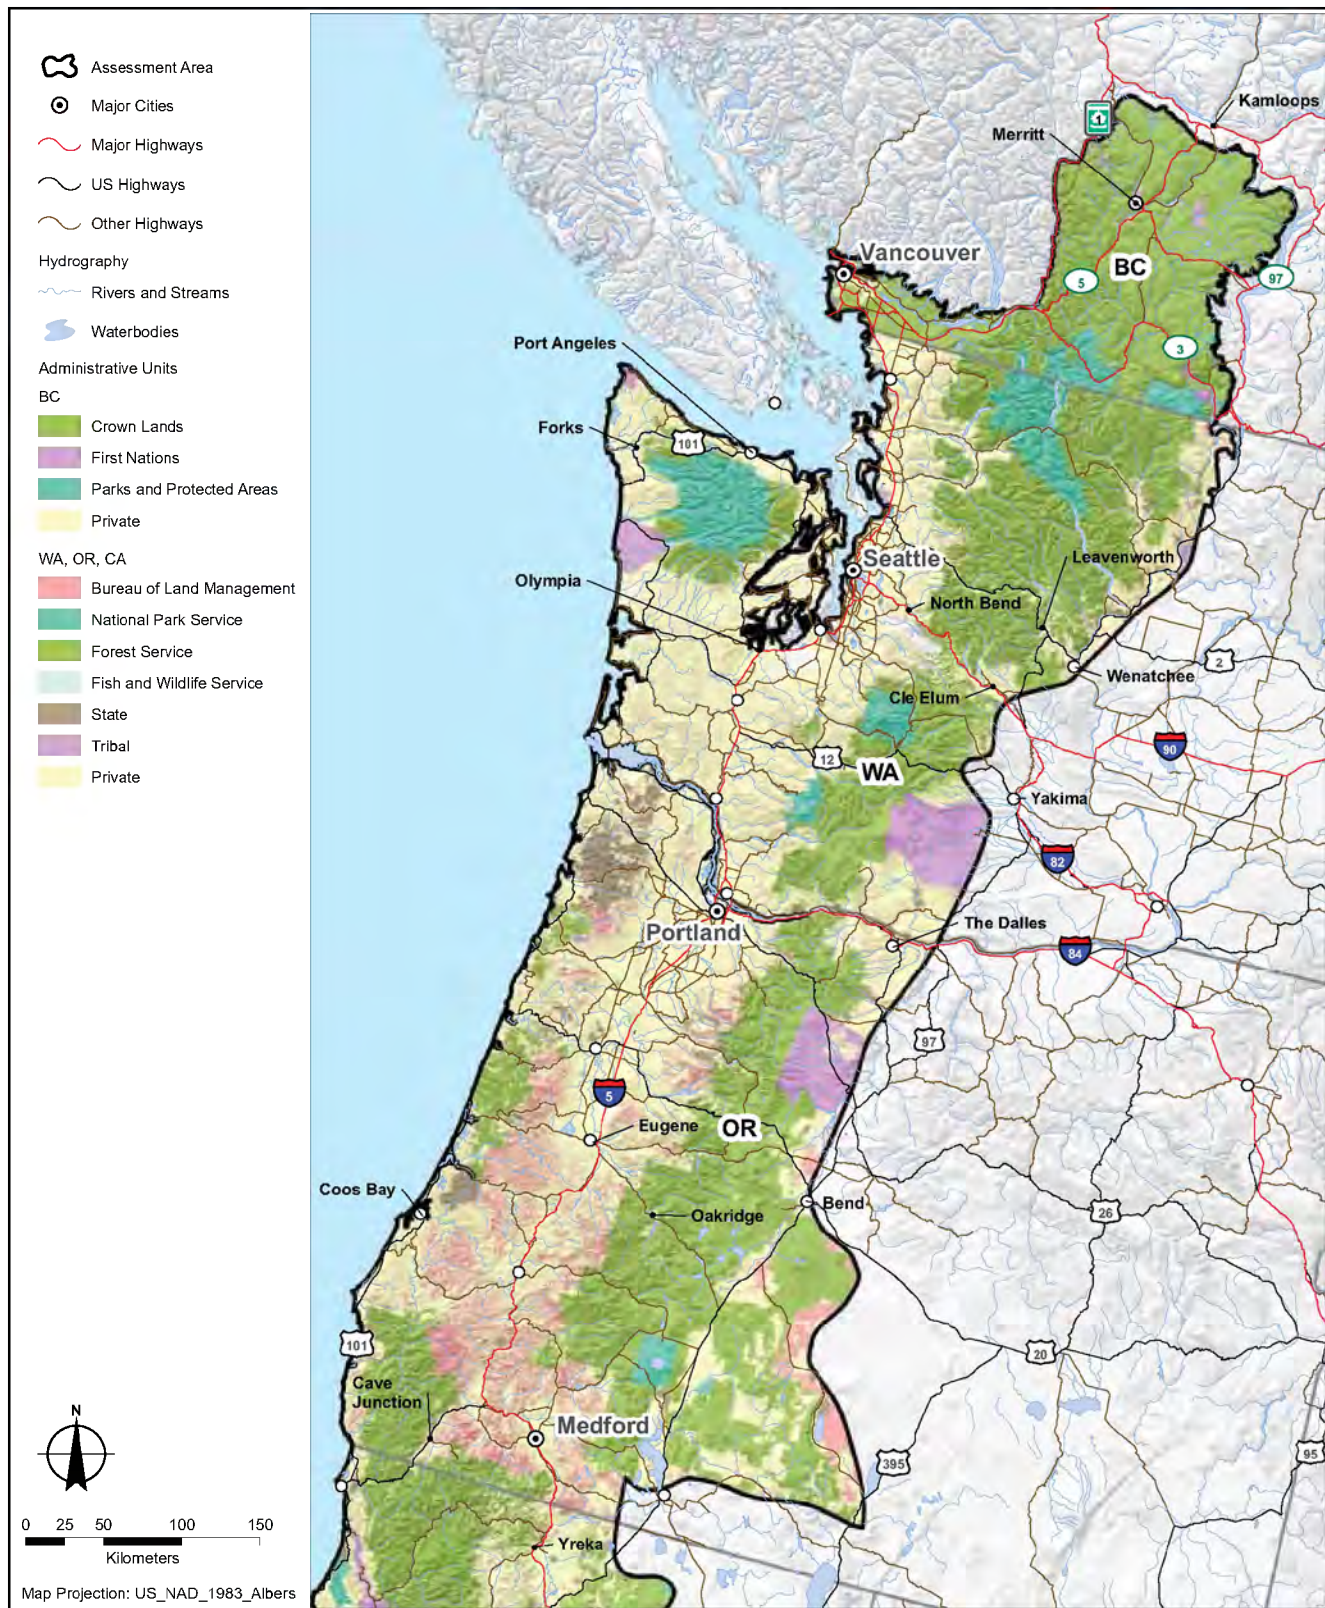 Assessment Area
Major Cities
Major Highways
US Highways
Other Highways
Hydrography
Rivers and Streams
Waterbodies
Administrative Units
BC
Crown Lands
First Nations
Parks and Protected Areas
Private
WA, OR, CA
Bureau of Land Management
National Park Service
Forest Service
Fish and Wildlife Service
State
Tribal
Private
N
0 25 50 100 150
Kilometers
Map Projection: US_NAD_1983_Albers
1
Kamloops
Merritt
Vancouver
BC
5
97
3
Port Angeles
Forks
101
Olympia
Seattle
Leavenworth
North Bend
2
Wenatchee
Cle Elum
90
12
WA
Yakima
82
Portland
The Dalles
84
97
5
Eugene
OR
Coos Bay
Oakridge
Bend
26
101
20
Cave
Junction
Medford
395
95
Yreka